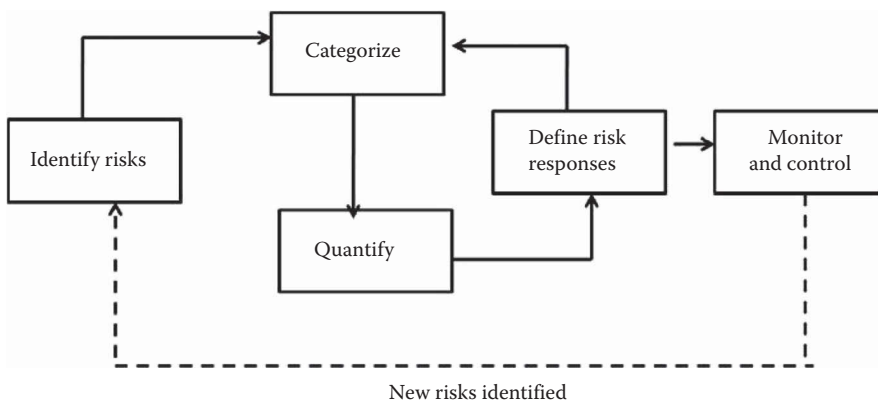 Categorize
Identify risks
Define risk
responses
Monitor
and control
Quantify
New risks identified